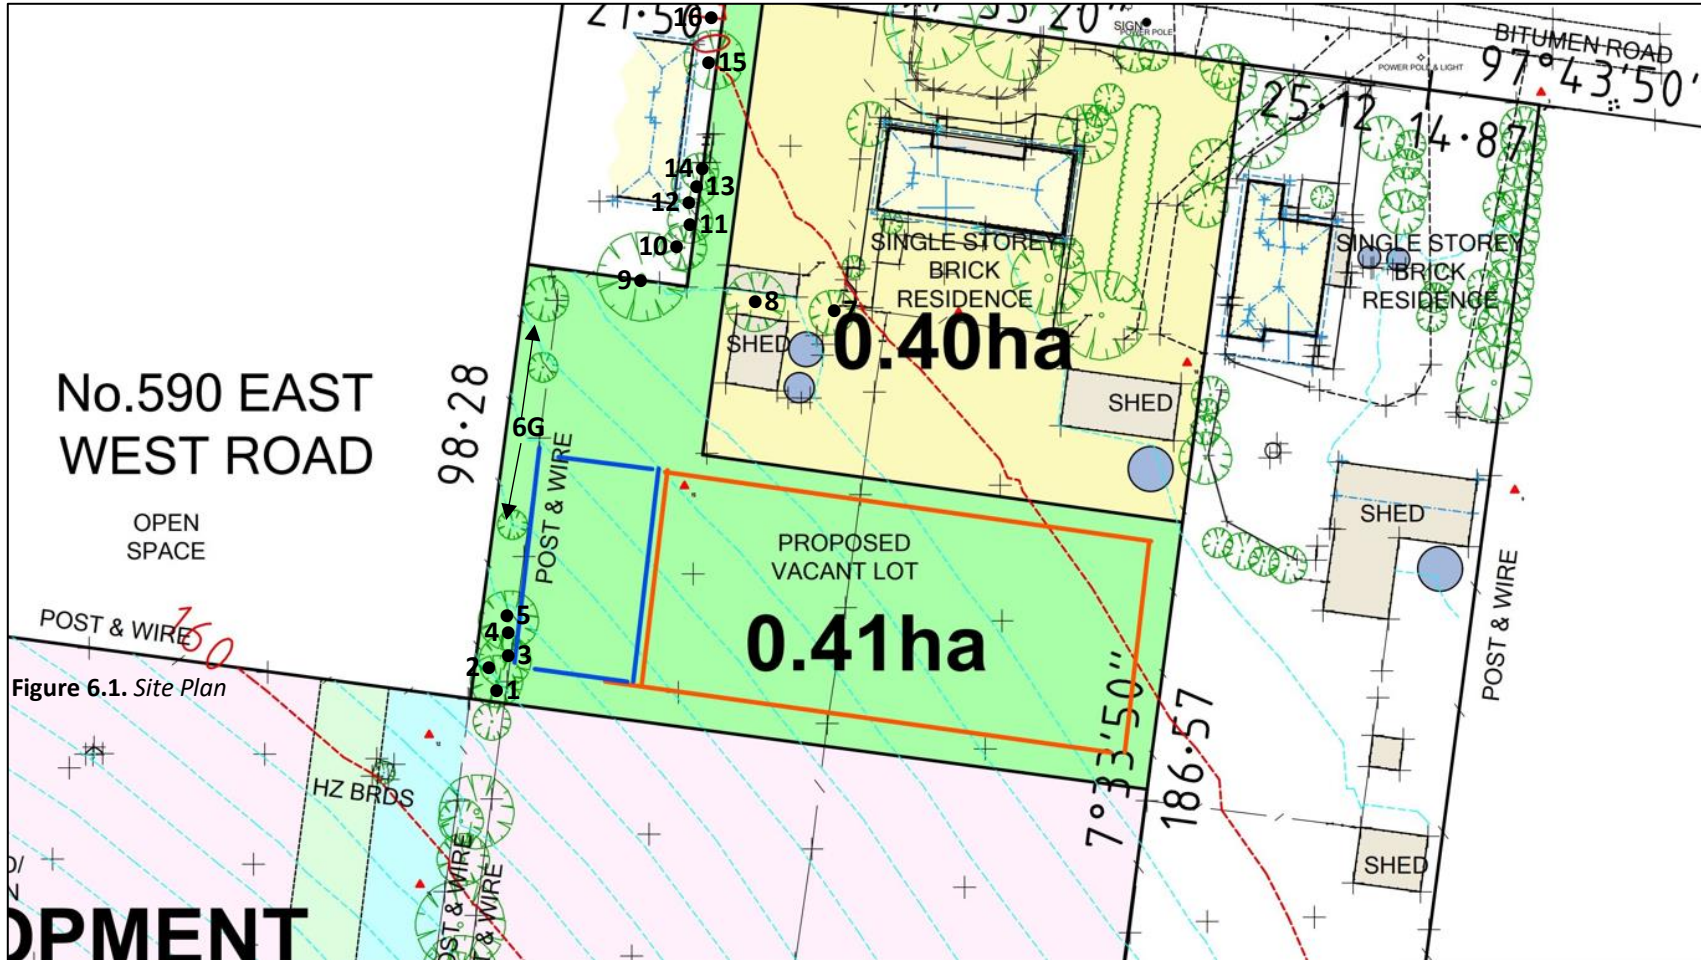 21·50
16
SIGN
POWER POLE
BITUMEN ROAD
POWER POLE & LIGHT
97°43'50'
15
25·12
14·87
14
13
12
11
10
9
SINGLE STOREY
BRICK
RESIDENCE
SINGLE STOREY
BRICK
RESIDENCE
8
7
SHED
0.40ha
No.590 EAST
WEST ROAD
98·28
6G
SHED
POST & WIRE
OPEN
SPACE
SHED
PROPOSED
VACANT LOT
0.41ha
POST & WIRE
POST & WIRE
160
5
4
3
2
1
Figure 6.1. Site Plan
7°33'50"
186·57
HZ BRDS
SHED
OST & WIRE
T & WIRE
OPMENT